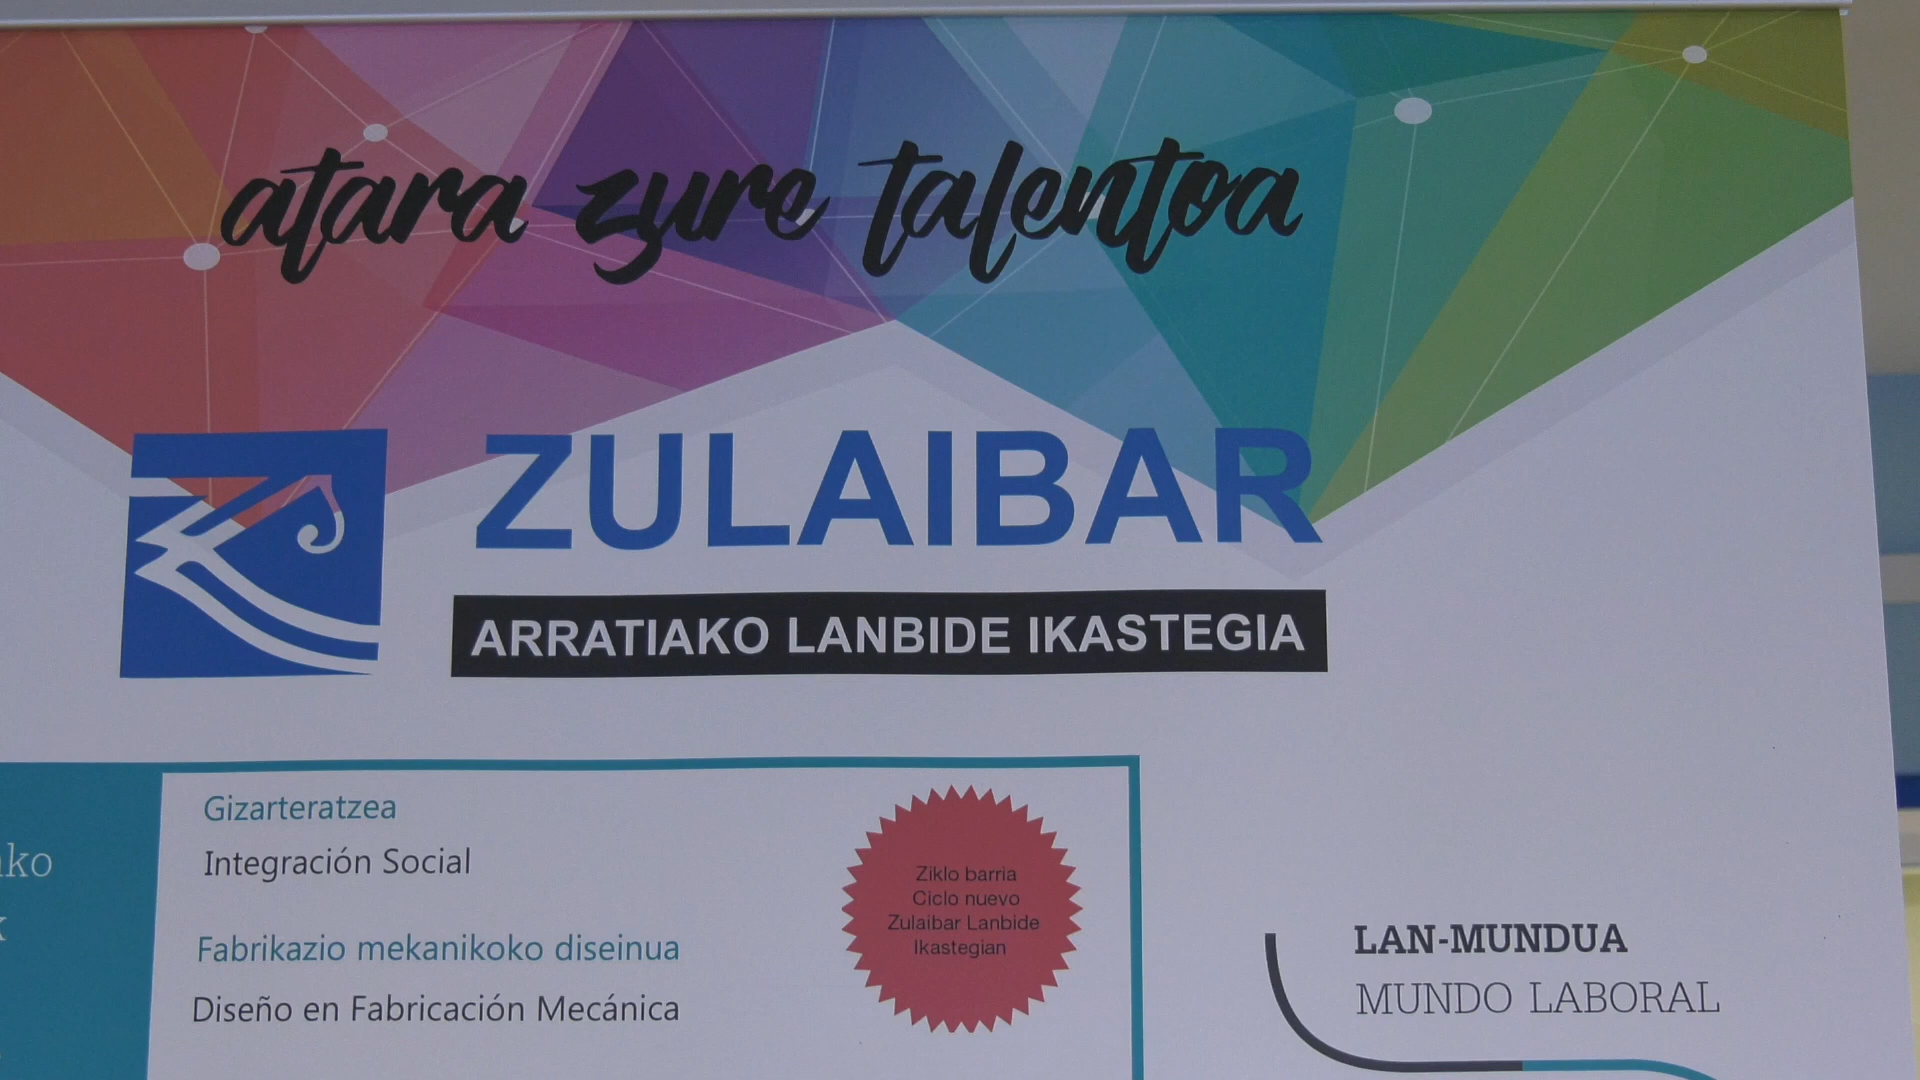 atara zure talentoa
ZULAIBAR
ARRATIAKO LANBIDE IKASTEGIA
Gizarteratzea
Integración Social
Fabrikazio mekanikoko diseinua
Diseño en Fabricación Mecánica
Ziklo barria
Ciclo nuevo
Zulaibar Lanbide
Ikastegian
LAN-MUNDUA
MUNDO LABORAL